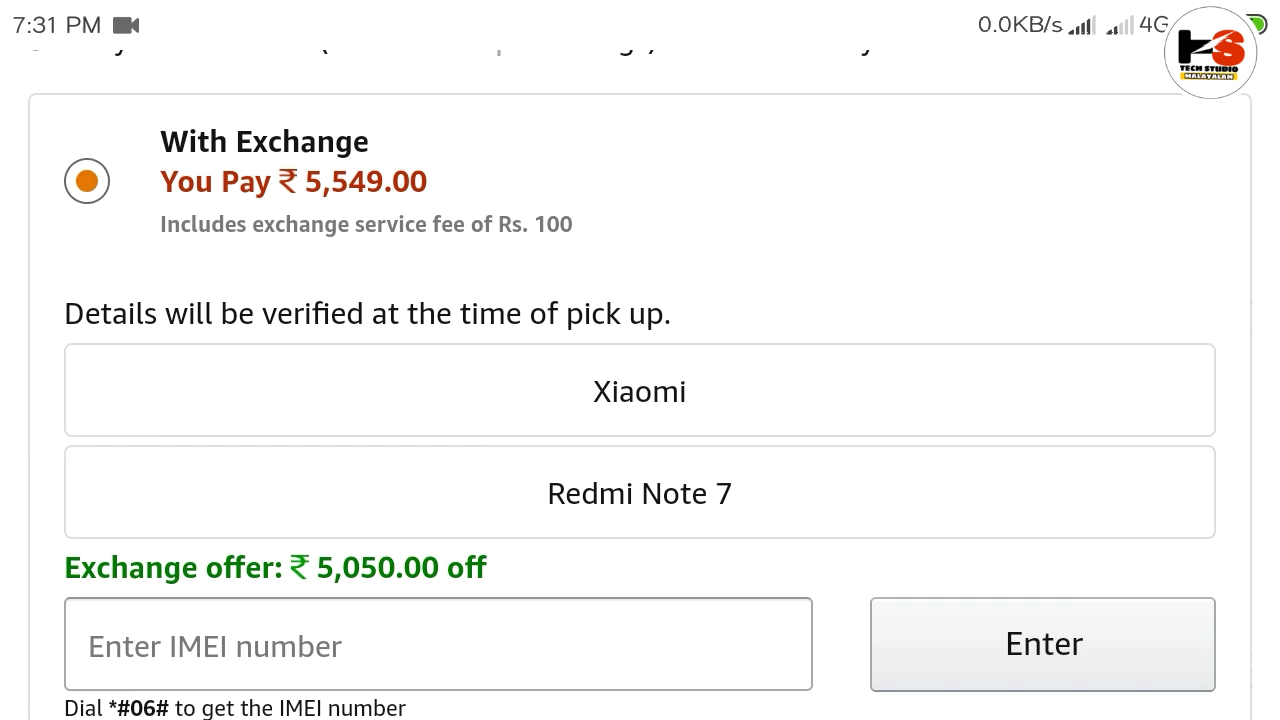 7:31 PM 0.0KB/s 4G
TECH STUDIO
MALAYALAM
With Exchange
You Pay ₹ 5,549.00
Includes exchange service fee of Rs. 100
Details will be verified at the time of pick up.
Xiaomi
Redmi Note 7
Exchange offer: ₹ 5,050.00 off
Enter IMEI number Enter
Dial *#06# to get the IMEI number